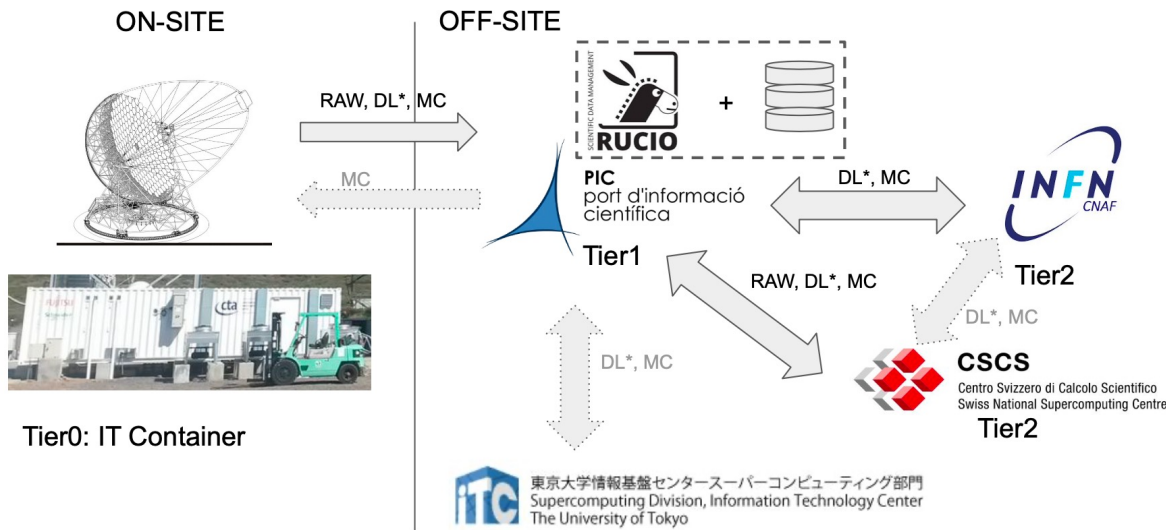 ON-SITE
OFF-SITE
RAW, DL*, MC
MC
SCIENTIFIC DATA MANAGEMENT
RUCIO
+
PIC
port d'informació
científica
Tier1
DL*, MC
INFN
CNAF
Tier2
RAW, DL*, MC
DL*, MC
DL*, MC
CSCS
Centro Svizzero di Calcolo Scientifico
Swiss National Supercomputing Centre
Tier2
FUJITSU
cta
Tier0: IT Container
iTC
東京大学情報基盤センタースーパーコンピューティング部門
Supercomputing Division, Information Technology Center
The University of Tokyo